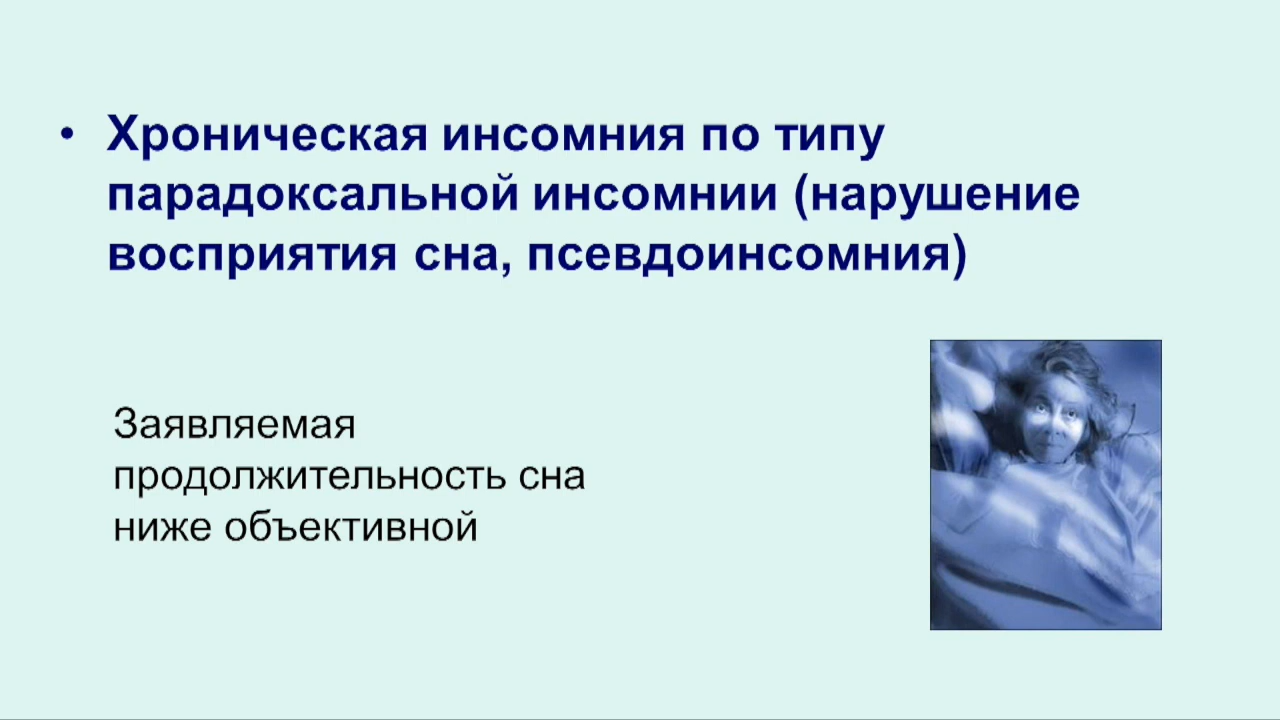 • Хроническая инсомния по типу
парадоксальной инсомнии (нарушение
восприятия сна, псевдоинсомния)
Заявляемая
продолжительность сна
ниже объективной